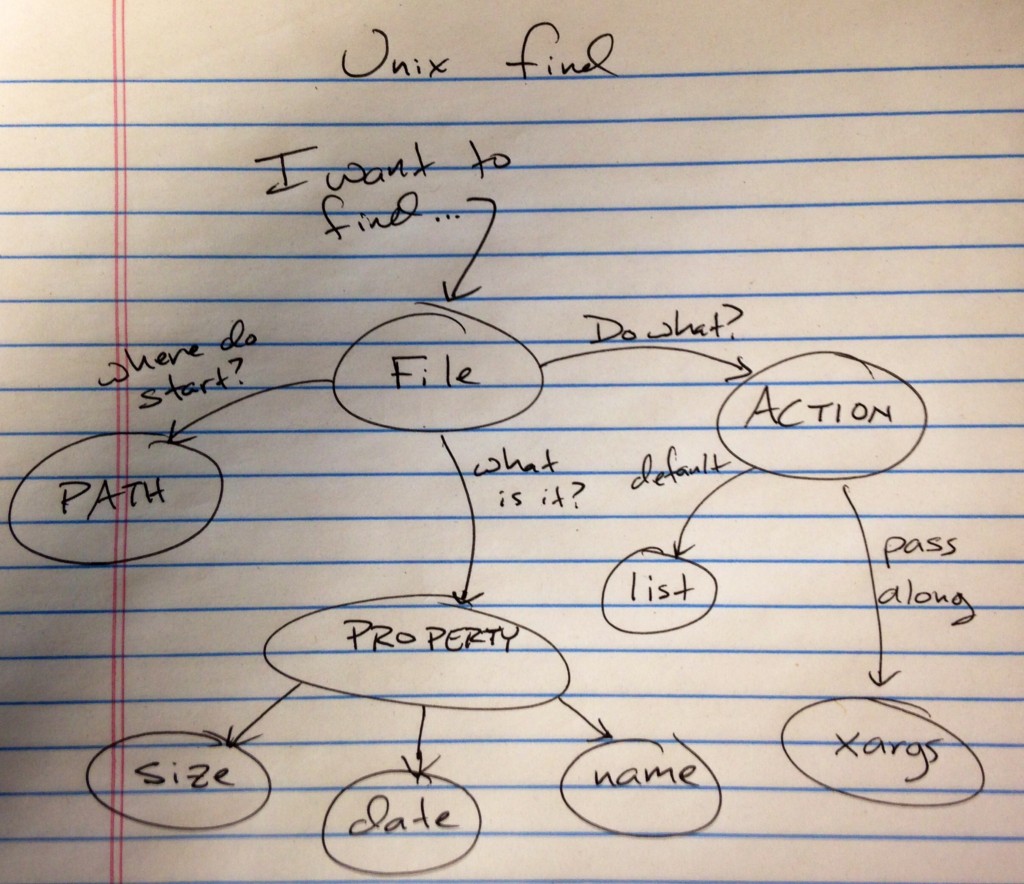 Unix find
I want to
find...
File
Do what?
where do
start?
ACTION
PATH
what
is it?
default
list
pass
along
PROPERTY
size
date
name
xargs